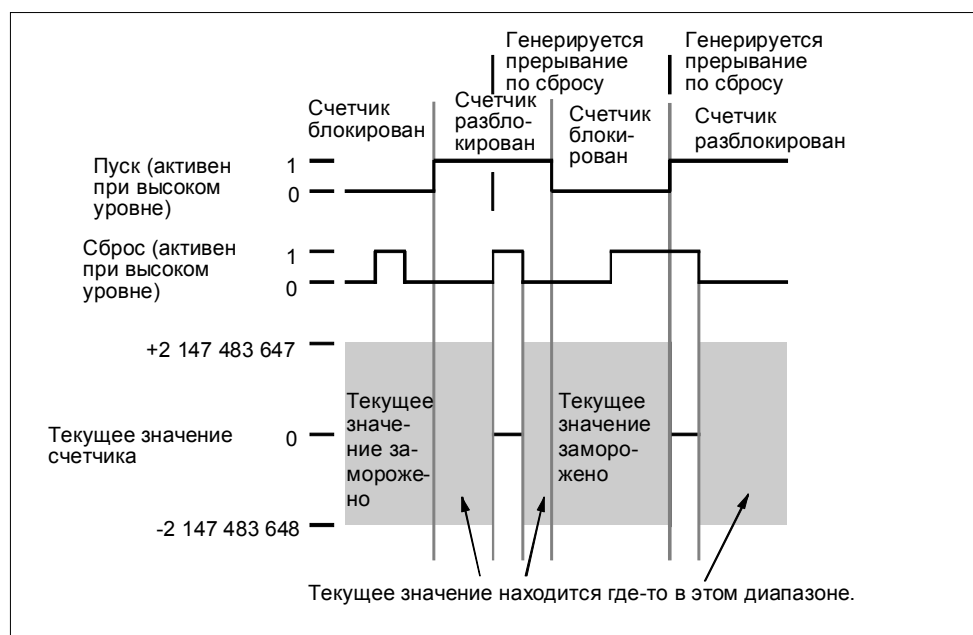 Генерируется
прерывание
по сбросу
Генерируется
прерывание
по сбросу
Счетчик
блокирован
Счетчик
разбло-
кирован
Счетчик
блоки-
рован
Счетчик
разблокирован
Пуск (активен
при высоком
уровне)
1
0
Сброс (активен
при высоком
уровне)
1
0
+2 147 483 647
Текущее значение
счетчика
0
-2 147 483 648
Текущее
значе-
ние за-
мороже-
но
Текущее
значение
заморо-
жено
Текущее значение находится где-то в этом диапазоне.